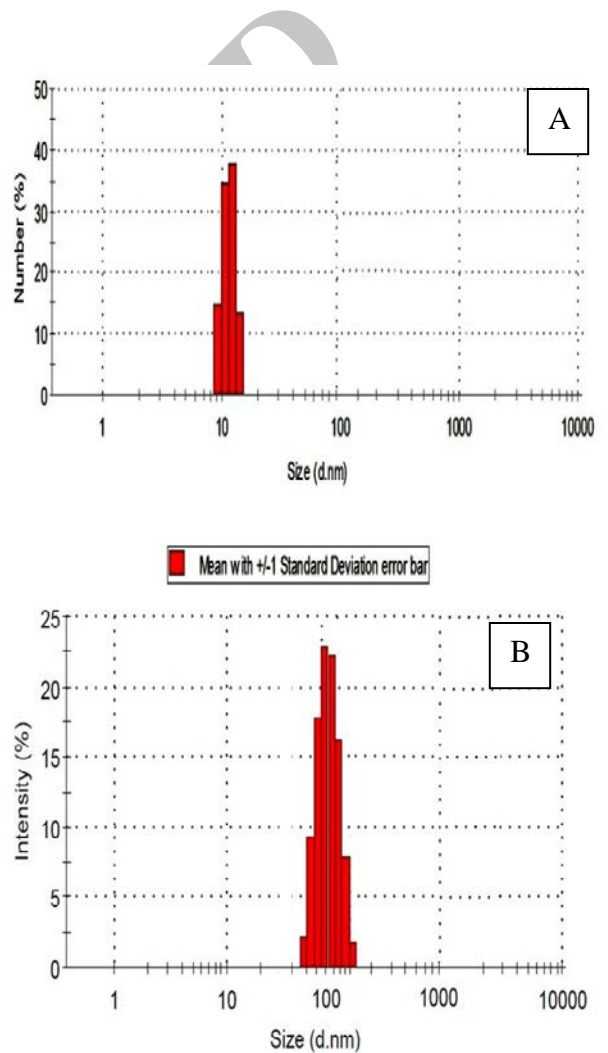 50
A
40
30
20
10
0
Number (%)
1 10 100 1000 10000
Size (d.nm)
Mean with +/-1 Standard Deviation error bar
25
B
20
15
10
5
0
Intensity (%)
1 10 100 1000 10000
Size (d.nm)